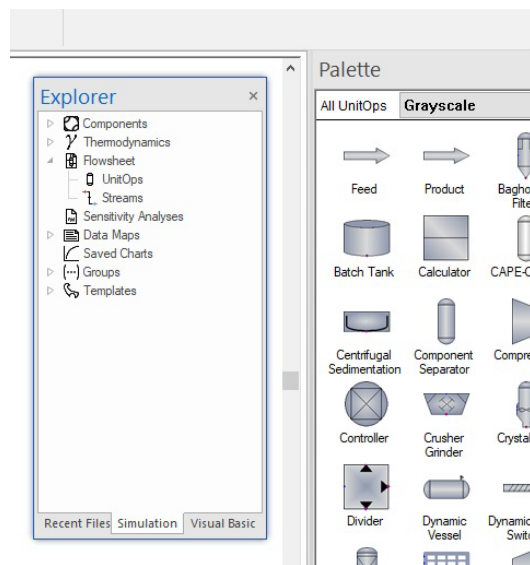 Palette
Explorer
Components
Thermodynamics
Flowsheet
UnitOps
Streams
Sensitivity Analyses
Data Maps
Saved Charts
Groups
Templates
Recent Files Simulation Visual Basic
All UnitOps Grayscale
Feed Product
Batch Tank Calculator
Centrifugal
Sedimentation
Component
Separator
Controller Crusher
Grinder
Divider Dynamic
Vessel